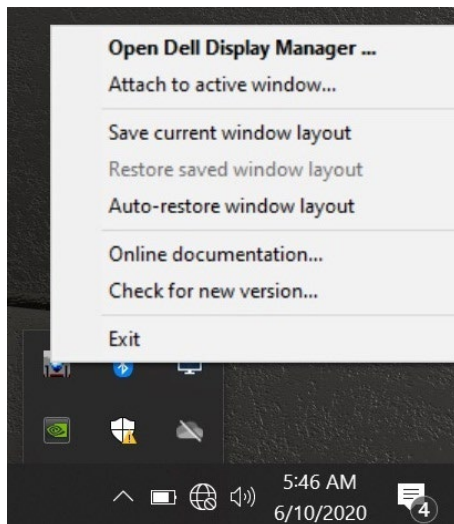 Open Dell Display Manager ...
Attach to active window...
Save current window layout
Restore saved window layout
Auto-restore window layout
Online documentation...
Check for new version...
Exit
5:46 AM
6/10/2020
4